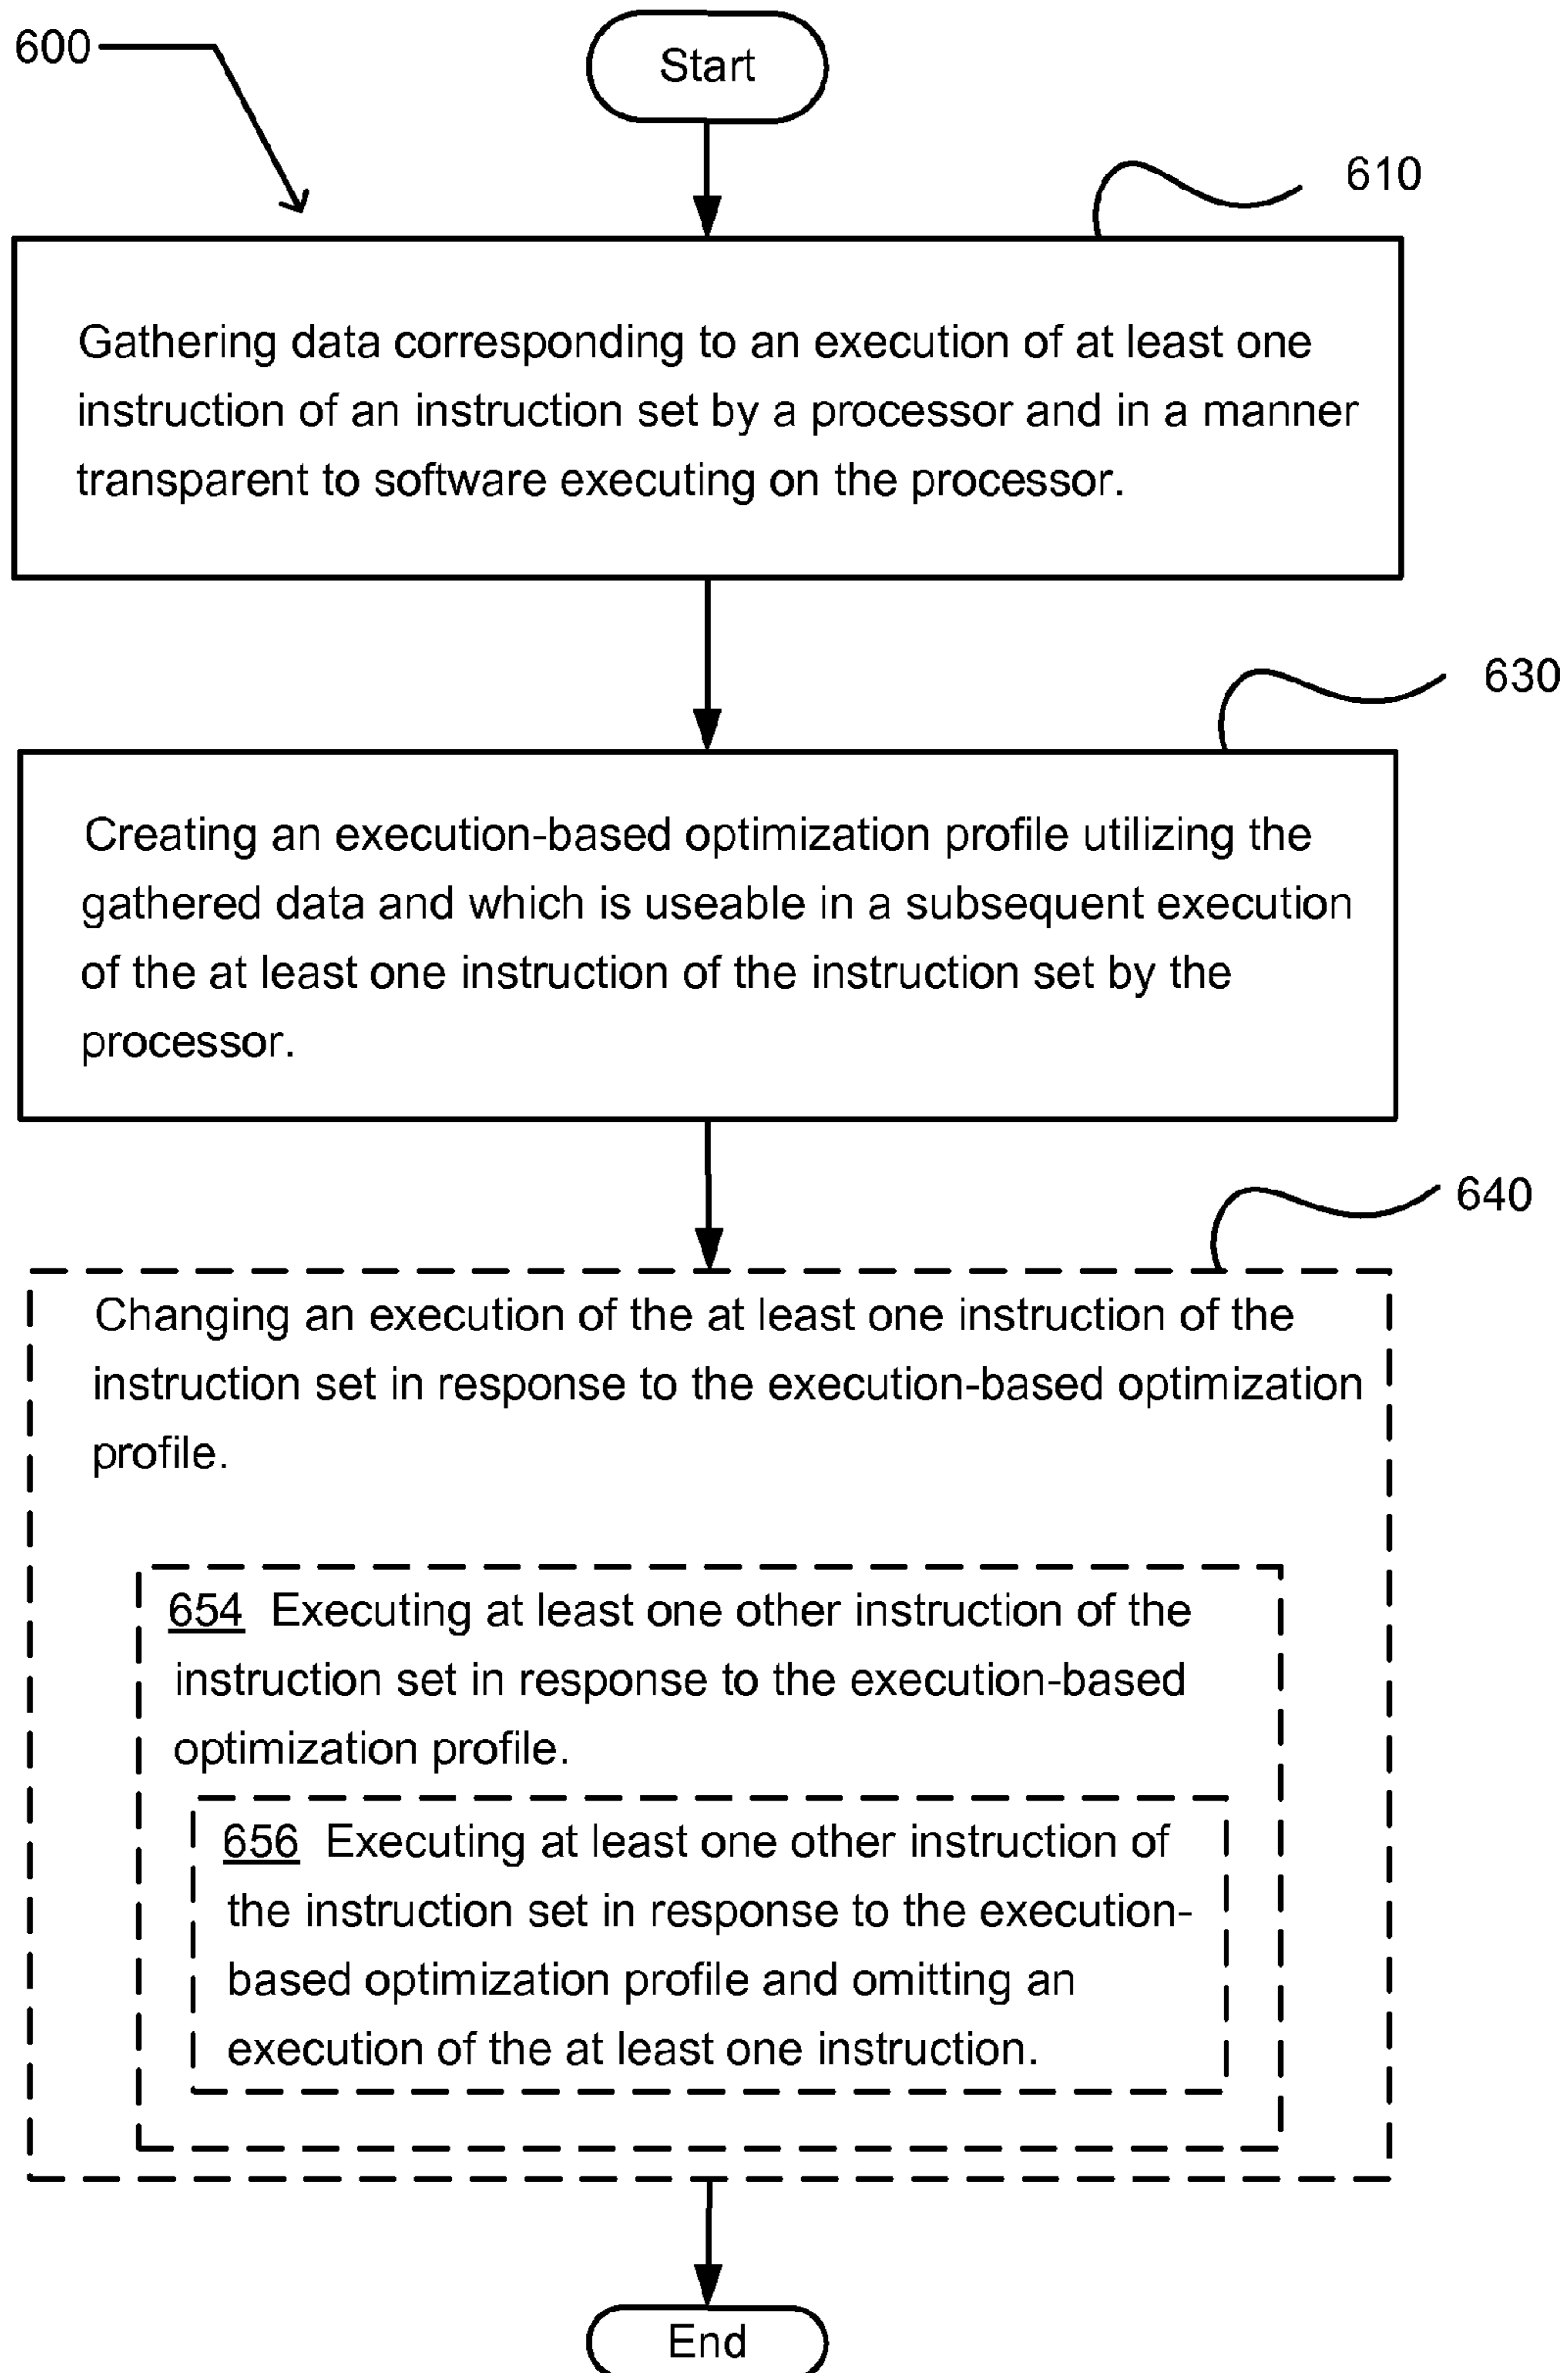 600
Start
610
Gathering data corresponding to an execution of at least one
instruction of an instruction set by a processor and in a manner
transparent to software executing on the processor.
630
Creating an execution-based optimization profile utilizing the
gathered data and which is useable in a subsequent execution
of the at least one instruction of the instruction set by the
processor.
640
Changing an execution of the at least one instruction of the
instruction set in response to the execution-based optimization
profile.
654 Executing at least one other instruction of the
instruction set in response to the execution-based
optimization profile.
656 Executing at least one other instruction of
the instruction set in response to the execution-
based optimization profile and omitting an
execution of the at least one instruction.
End